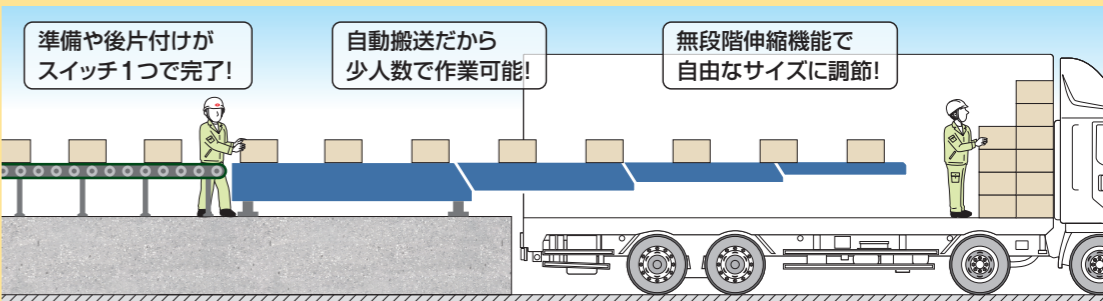 準備や後片付けが
スイッチ1つで完了!
自動搬送だから
少人数で作業可能!
無段階伸縮機能で
自由なサイズに調節!